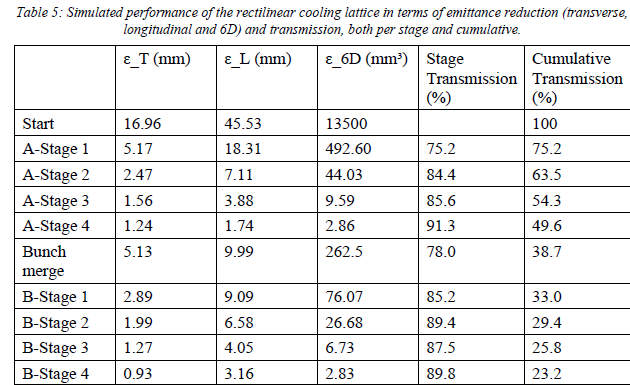 Table 5: Simulated performance of the rectilinear cooling lattice in terms of emittance reduction (transverse,
longitudinal and 6D) and transmission, both per stage and cumulative.
ε_T (mm) ε_L (mm) ε_6D (mm³) Stage Transmission (%) Cumulative Transmission (%)
Start 16.96 45.53 13500 100
A-Stage 1 5.17 18.31 492.60 75.2 75.2
A-Stage 2 2.47 7.11 44.03 84.4 63.5
A-Stage 3 1.56 3.88 9.59 85.6 54.3
A-Stage 4 1.24 1.74 2.86 91.3 49.6
Bunch merge 5.13 9.99 262.5 78.0 38.7
B-Stage 1 2.89 9.09 76.07 85.2 33.0
B-Stage 2 1.99 6.58 26.68 89.4 29.4
B-Stage 3 1.27 4.05 6.73 87.5 25.8
B-Stage 4 0.93 3.16 2.83 89.8 23.2